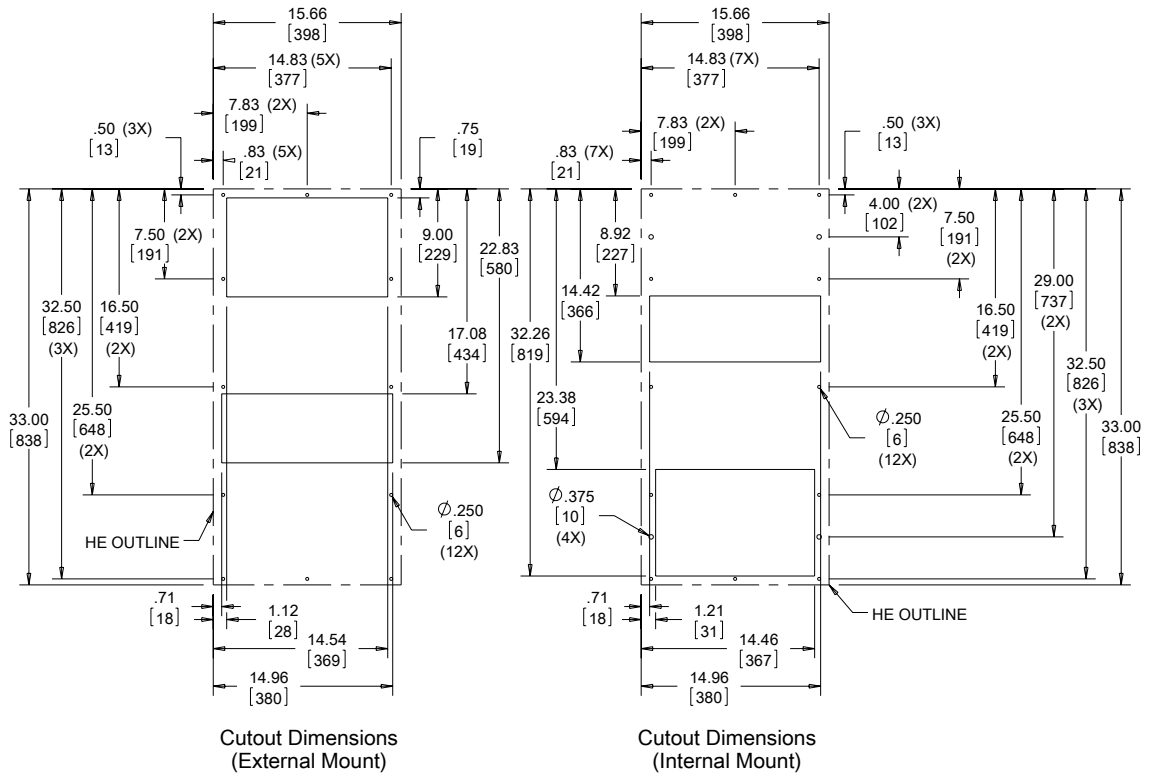 15.66
[398]
14.83 (5X)
[377]
7.83 (2X)
[199]
.50 (3X)
[13]
.83 (5X)
[21]
.75
[19]
7.50 (2X)
[191]
9.00
[229]
22.83
[580]
32.50
[826]
(3X)
16.50
[419]
(2X)
17.08
[434]
33.00
[838]
25.50
[648]
(2X)
HE OUTLINE
Ø.250
[6]
(12X)
.71
[18]
1.12
[28]
14.54
[369]
14.96
[380]
Cutout Dimensions
(External Mount)
15.66
[398]
14.83 (7X)
[377]
7.83 (2X)
[199]
.50 (3X)
[13]
.83 (7X)
[21]
4.00 (2X)
[102]
7.50
[191]
(2X)
8.92
[227]
14.42
[366]
29.00
[737]
(2X)
16.50
[419]
(2X)
32.26
[819]
32.50
[826]
(3X)
23.38
[594]
Ø.250
[6]
(12X)
25.50
[648]
(2X)
33.00
[838]
Ø.375
[10]
(4X)
HE OUTLINE
.71
[18]
1.21
[31]
14.46
[367]
14.96
[380]
Cutout Dimensions
(Internal Mount)